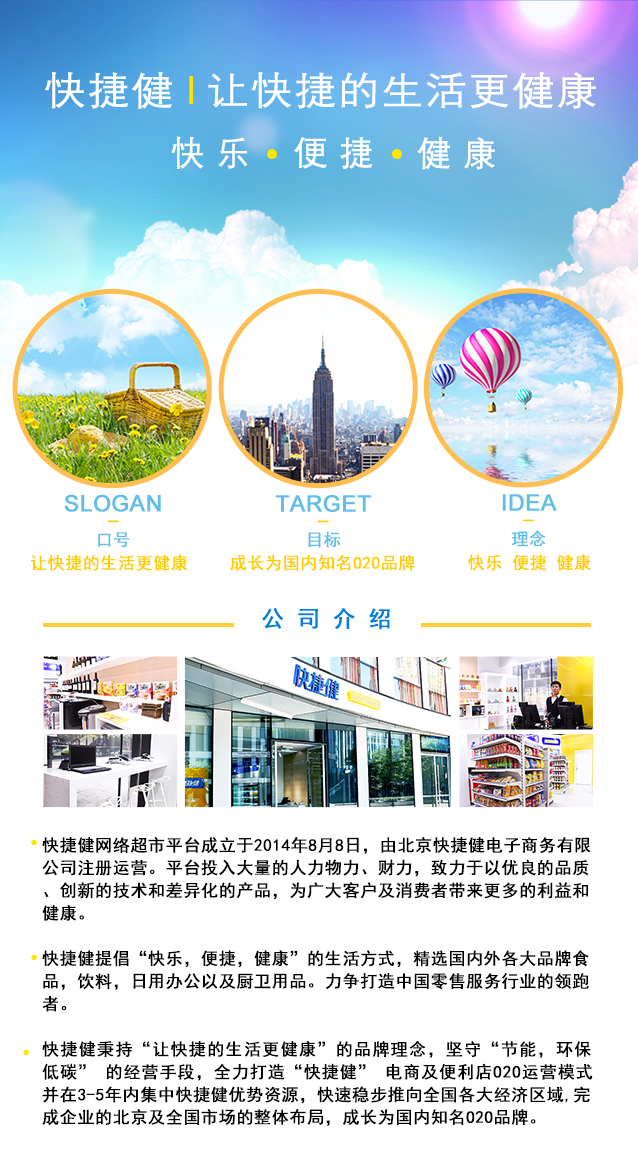 快捷健|让快捷的生活更健康
快乐·便捷·健康
SLOGAN
口号
让快捷的生活更健康
TARGET
目标
成长为国内知名O2O品牌
IDEA
理念
快乐 便捷 健康
公司介绍
快捷健
快捷健网络超市平台成立于2014年8月8日，由北京快捷健电子商务有限
公司注册运营。平台投入大量的人力物力、财力，致力于以优良的品质
、创新的技术和差异化的产品，为广大客户及消费者带来更多的利益和
健康。
快捷健提倡“快乐，便捷，健康”的生活方式，精选国内外各大品牌食
品，饮料，日用办公以及厨卫用品。力争打造中国零售服务行业的领跑
者。
快捷健秉持“让快捷的生活更健康”的品牌理念，坚守“节能，环保
低碳” 的经营手段，全力打造“快捷健” 电商及便利店O2O运营模式
并在3-5年内集中快捷健优势资源，快速稳步推向全国各大经济区域,完
成企业的北京及全国市场的整体布局，成长为国内知名O2O品牌。